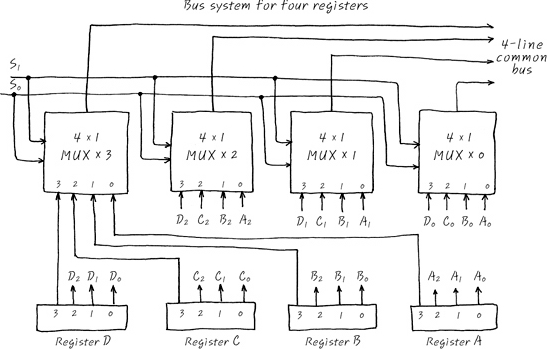 Bus system for four registers
4-line
common
bus
S1
S0
4 × 1
MUX × 3
3 2 1 0
4 × 1
MUX × 2
3 2 1 0
4 × 1
MUX × 1
3 2 1 0
4 × 1
MUX × 0
3 2 1 0
D2 C2 B2 A2
D1 C1 B1 A1
D0 C0 B0 A0
D2 D1 D0
C2 C1 C0
B2 B1 B0
A2 A1 A0
3 2 1 0
3 2 1 0
3 2 1 0
3 2 1 0
Register D
Register C
Register B
Register A